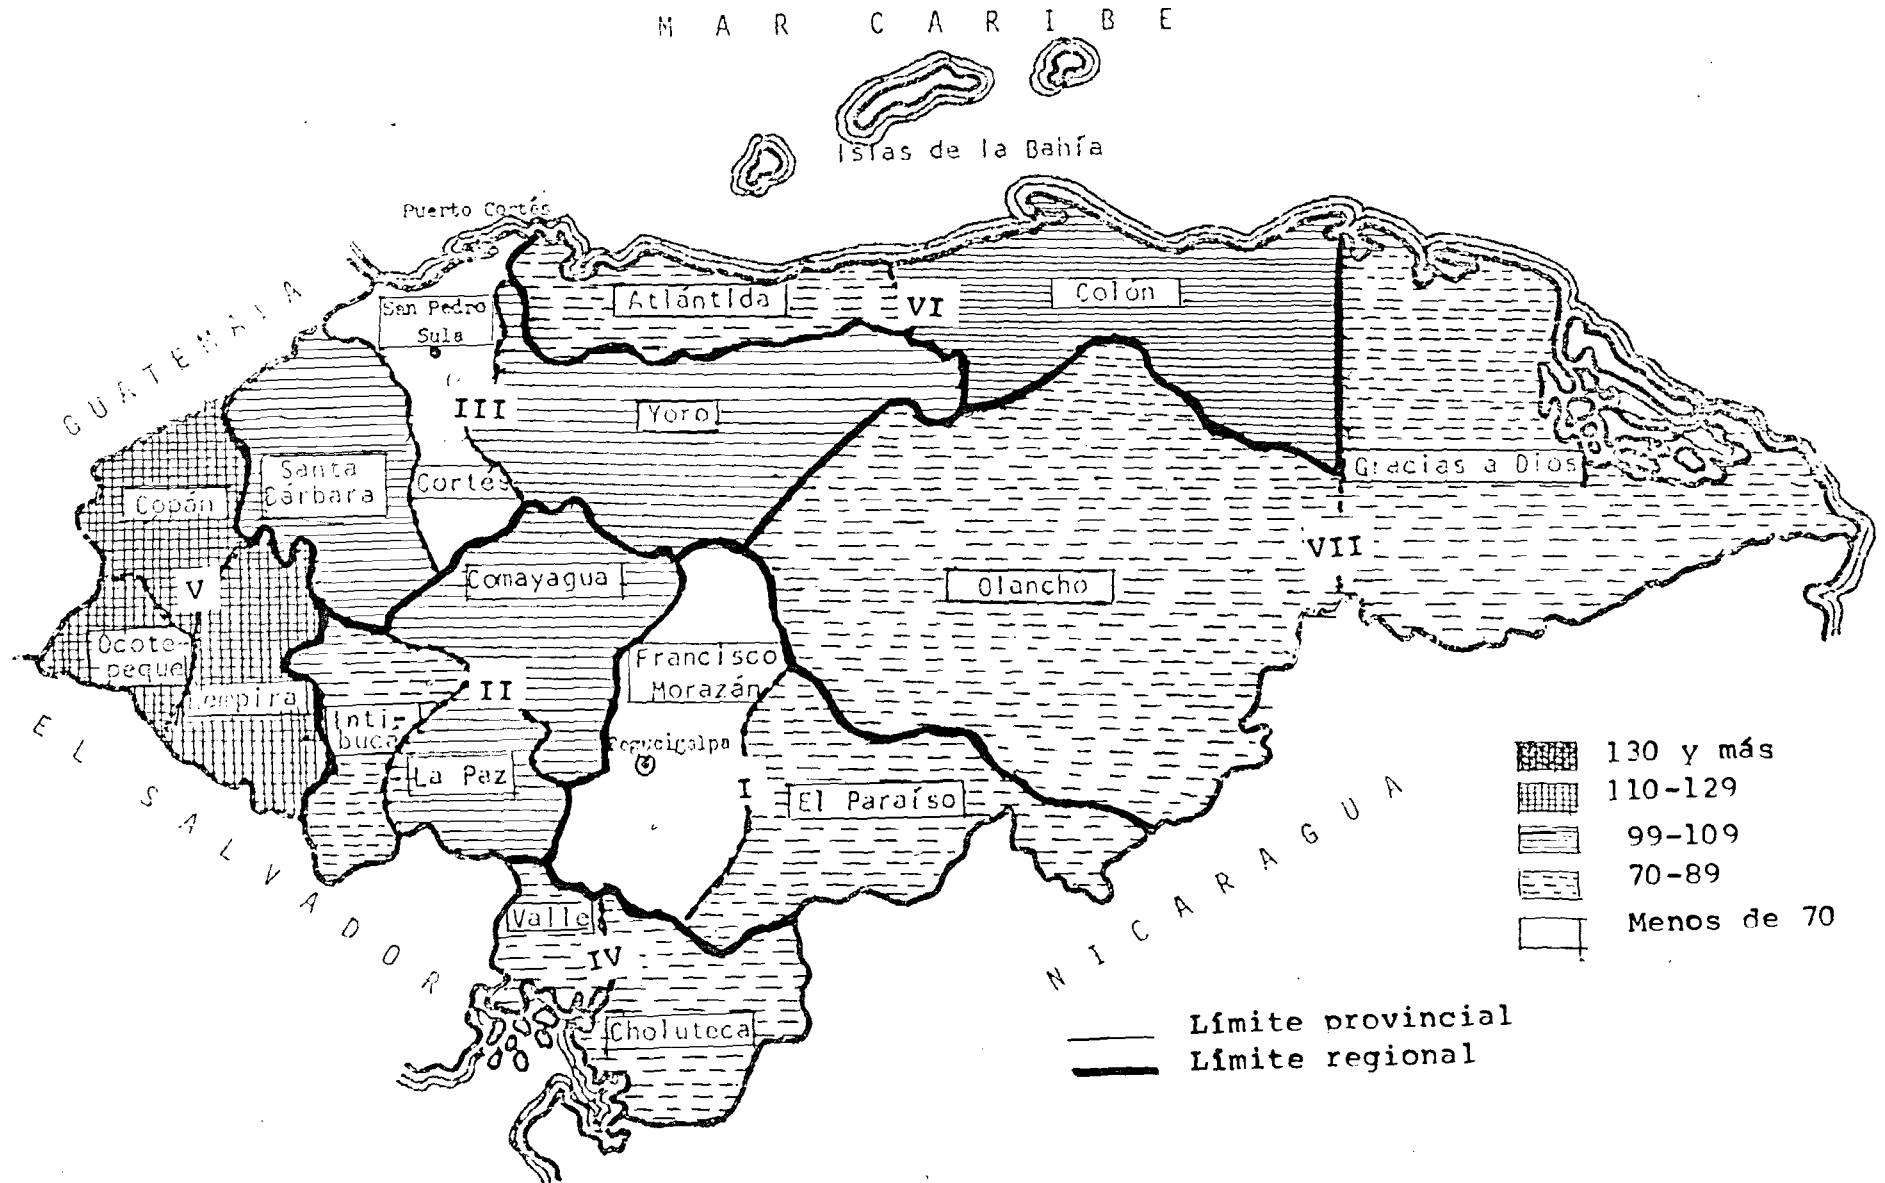 MAR CARIBE
Islas de la Bahía
Puerto Cortés
GUATEMALA
San Pedro
Sula
Atlántida
VI
Colón
III
Yoro
Santa
Bárbara
Cortés
Copán
Gracias a Dios
VII
V
Comayagua
Olancho
Ocote-
peque
Francisco
Morazán
II
Lempira
Inti-
bucá
Tegucigalpa
La Paz
I
El Paraíso
EL SALVADOR
NICARAGUA
Valle
IV
Choluteca
130 y más
110-129
99-109
70-89
Menos de 70
Límite provincial
Límite regional